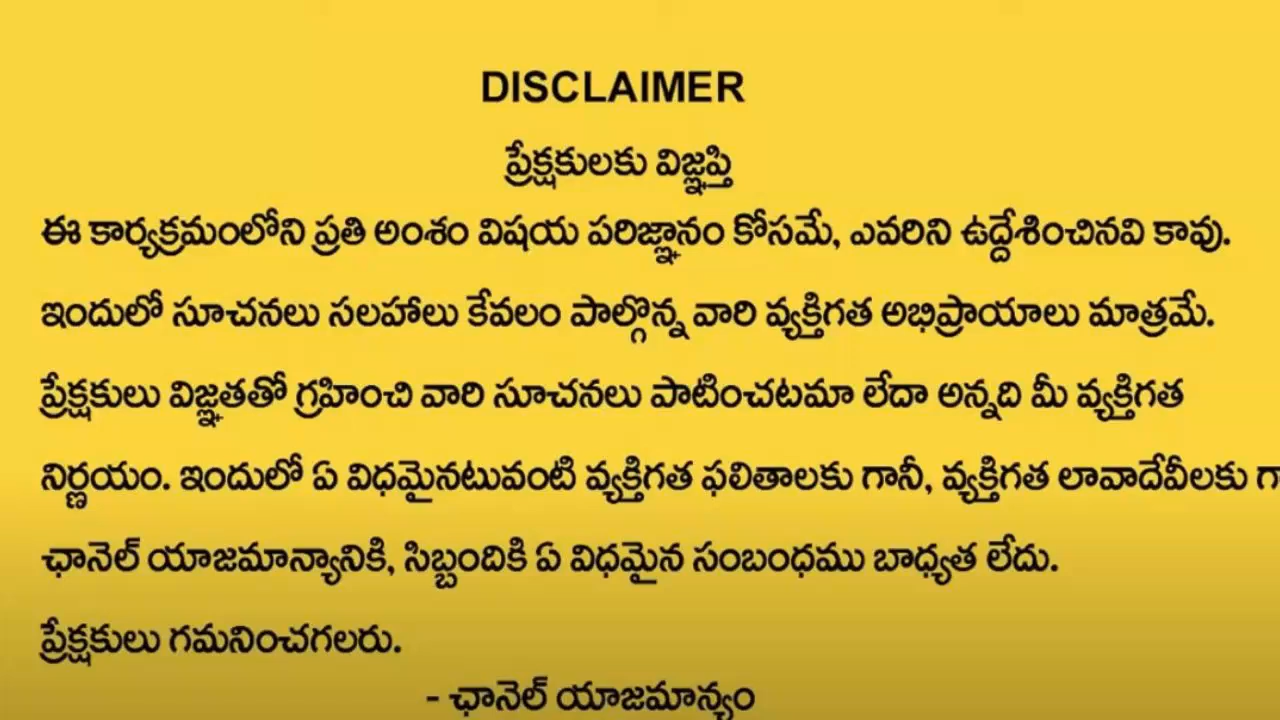 DISCLAIMER
ప్రేక్షకులకు విజ్ఞప్తి
ఈ కార్యక్రమంలోని ప్రతి అంశం విషయ పరిజ్ఞానం కోసమే, ఎవరిని ఉద్దేశించినవి కావు.
ఇందులో సూచనలు సలహాలు కేవలం పాల్గొన్న వారి వ్యక్తిగత అభిప్రాయాలు మాత్రమే.
ప్రేక్షకులు విజ్ఞతతో గ్రహించి వారి సూచనలు పాటించటమా లేదా అన్నది మీ వ్యక్తిగత
నిర్ణయం. ఇందులో ఏ విధమైనటువంటి వ్యక్తిగత ఫలితాలకు గానీ, వ్యక్తిగత లావాదేవీలకు
ఛానెల్ యాజమాన్యానికి, సిబ్బందికి ఏ విధమైన సంబంధము బాధ్యత లేదు.
ప్రేక్షకులు గమనించగలరు.
- ఛానెల్ యాజమాన్యం